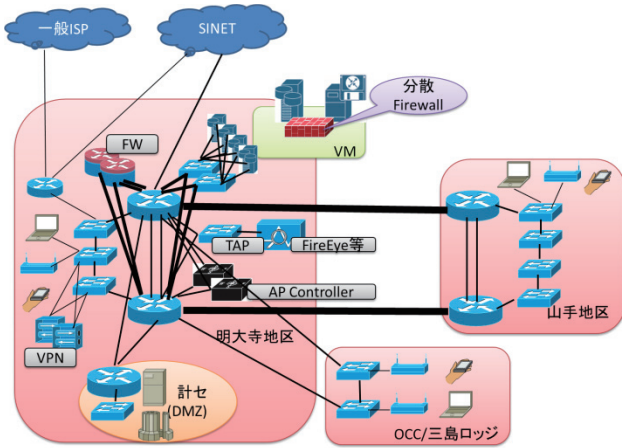 一般ISP
SINET
分散
Firewall
FW
VM
TAP
FireEye等
AP Controller
山手地区
明大寺地区
VPN
計セ
(DMZ)
OCC/三島ロッジ